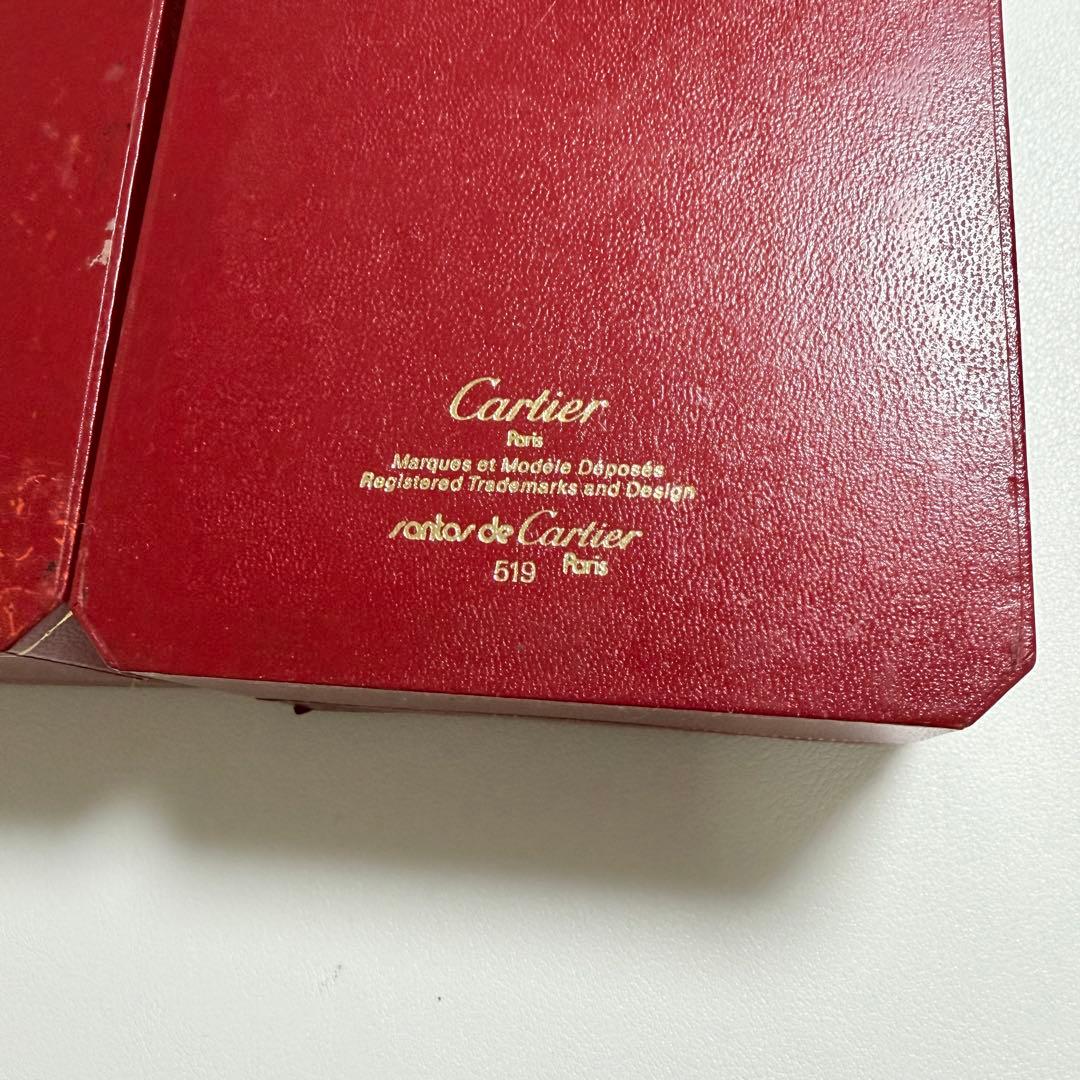 Cartier
Paris
Marques et Modèle Déposés
Registered Trademarks and Design
santos de Cartier
Paris
519